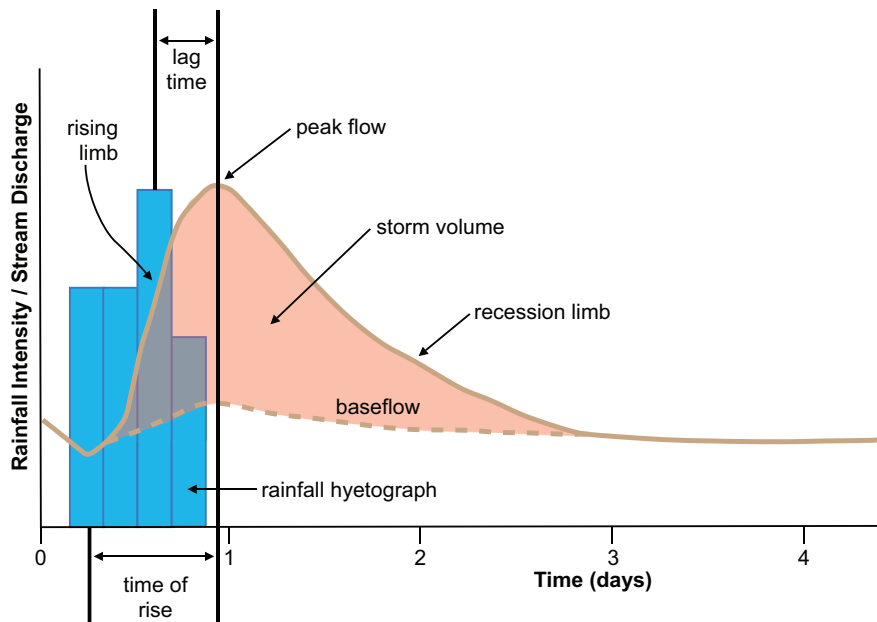 lag
time
rising
limb
peak flow
storm volume
recession limb
baseflow
rainfall hyetograph
Rainfall Intensity / Stream Discharge
0
1
2
3
4
time of
rise
Time (days)